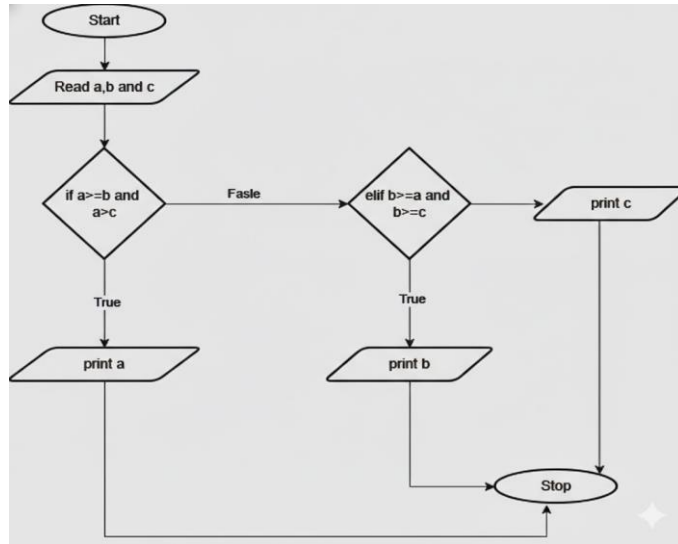 Start
Read a,b and c
if a>=b and
a>c
Fasle
elif b>=a and
b>=c
print c
True
True
print a
print b
Stop